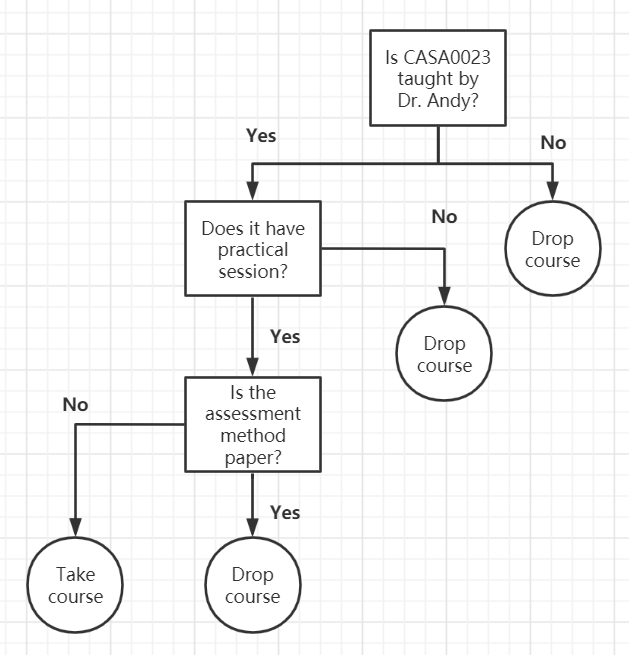 Is CASA0023
taught by
Dr. Andy?
Yes
No
Does it have
practical
session?
No
Drop
course
Yes
Drop
course
No
Is the
assessment
method
paper?
Yes
Take
course
Drop
course